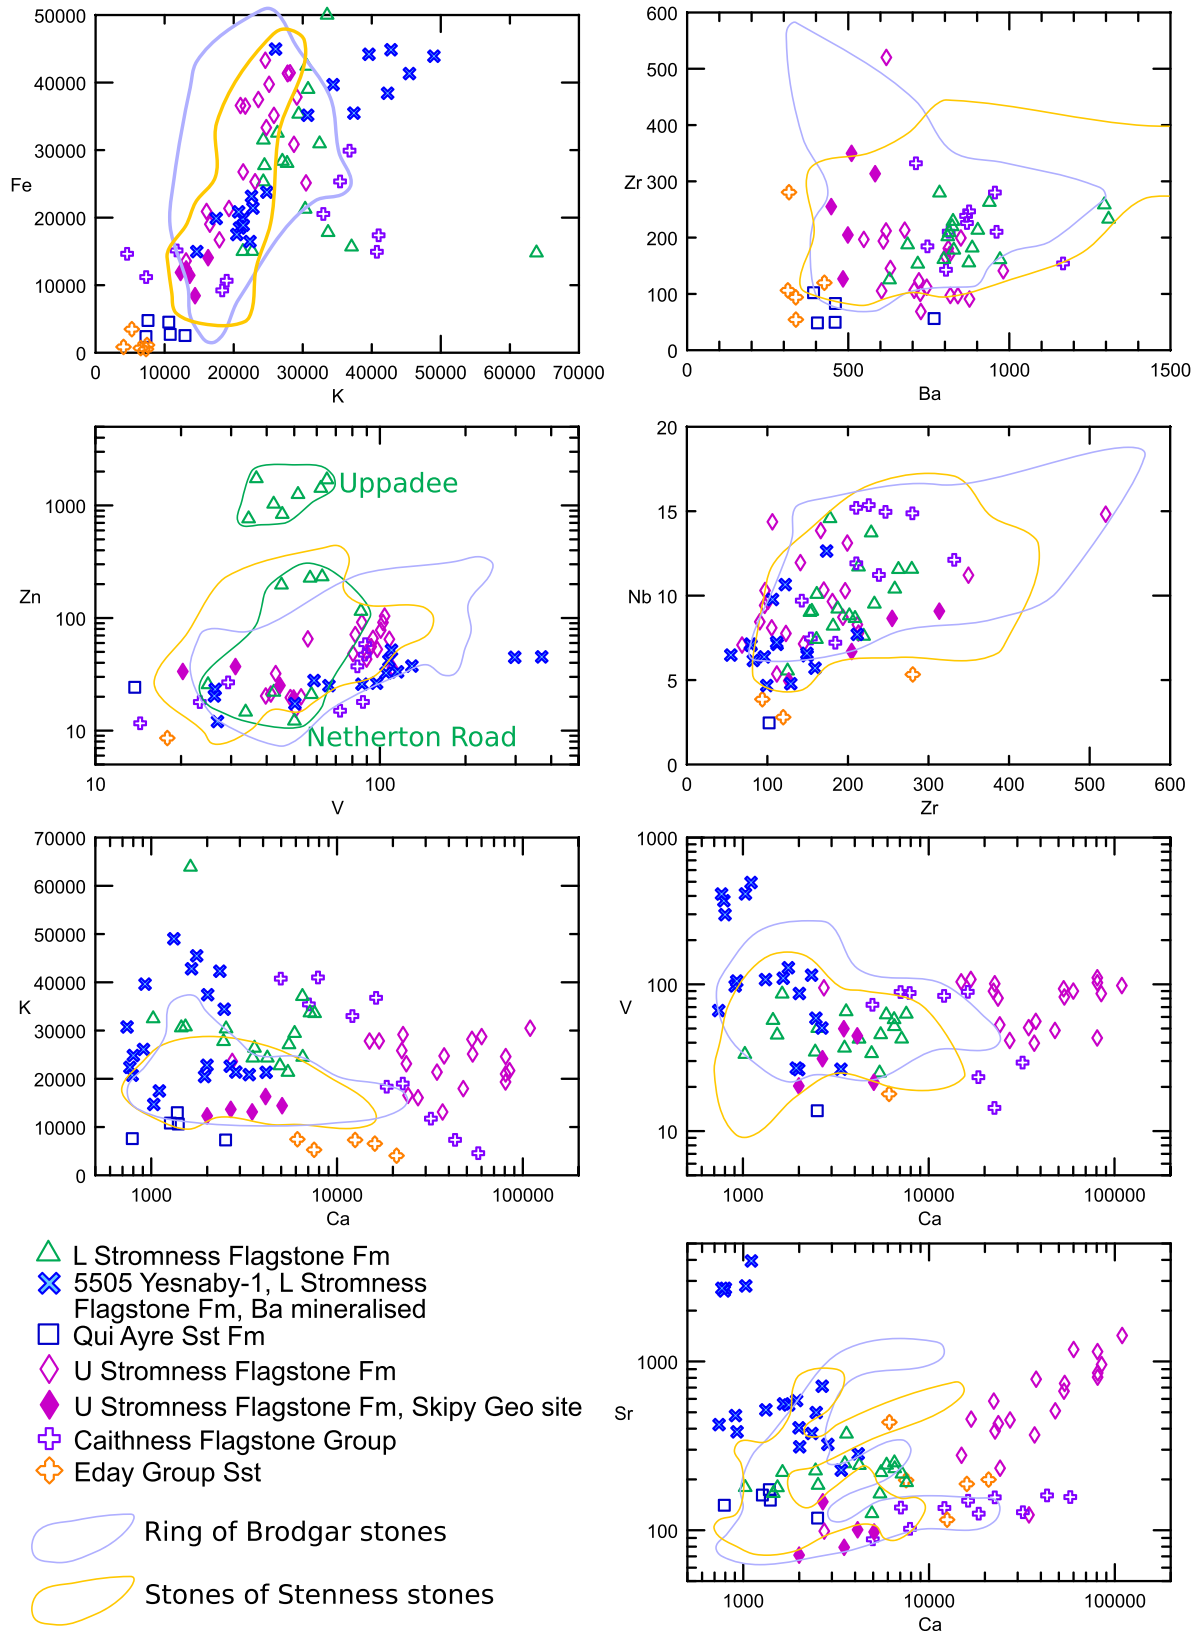 50000
40000
30000
20000
10000
0
Fe
0 10000 20000 30000 40000 50000 60000 70000
K
600
500
400
300
200
100
0
Zr
500 1000 1500
Ba
1000
100
10
Zn
Uppadee
Netherton Road
10 100
V
20
15
10
5
0
Nb
0 100 200 300 400 500 600
Zr
70000
60000
50000
40000
30000
20000
10000
0
K
1000 10000 100000
Ca
1000
100
10
V
1000 10000 100000
Ca
L Stromness Flagstone Fm
5505 Yesnaby-1, L Stromness
Flagstone Fm, Ba mineralised
Qui Ayre Sst Fm
U Stromness Flagstone Fm
U Stromness Flagstone Fm, Skipy Geo site
Caithness Flagstone Group
Eday Group Sst
Ring of Brodgar stones
Stones of Stenness stones
1000
100
Sr
1000 10000 100000
Ca